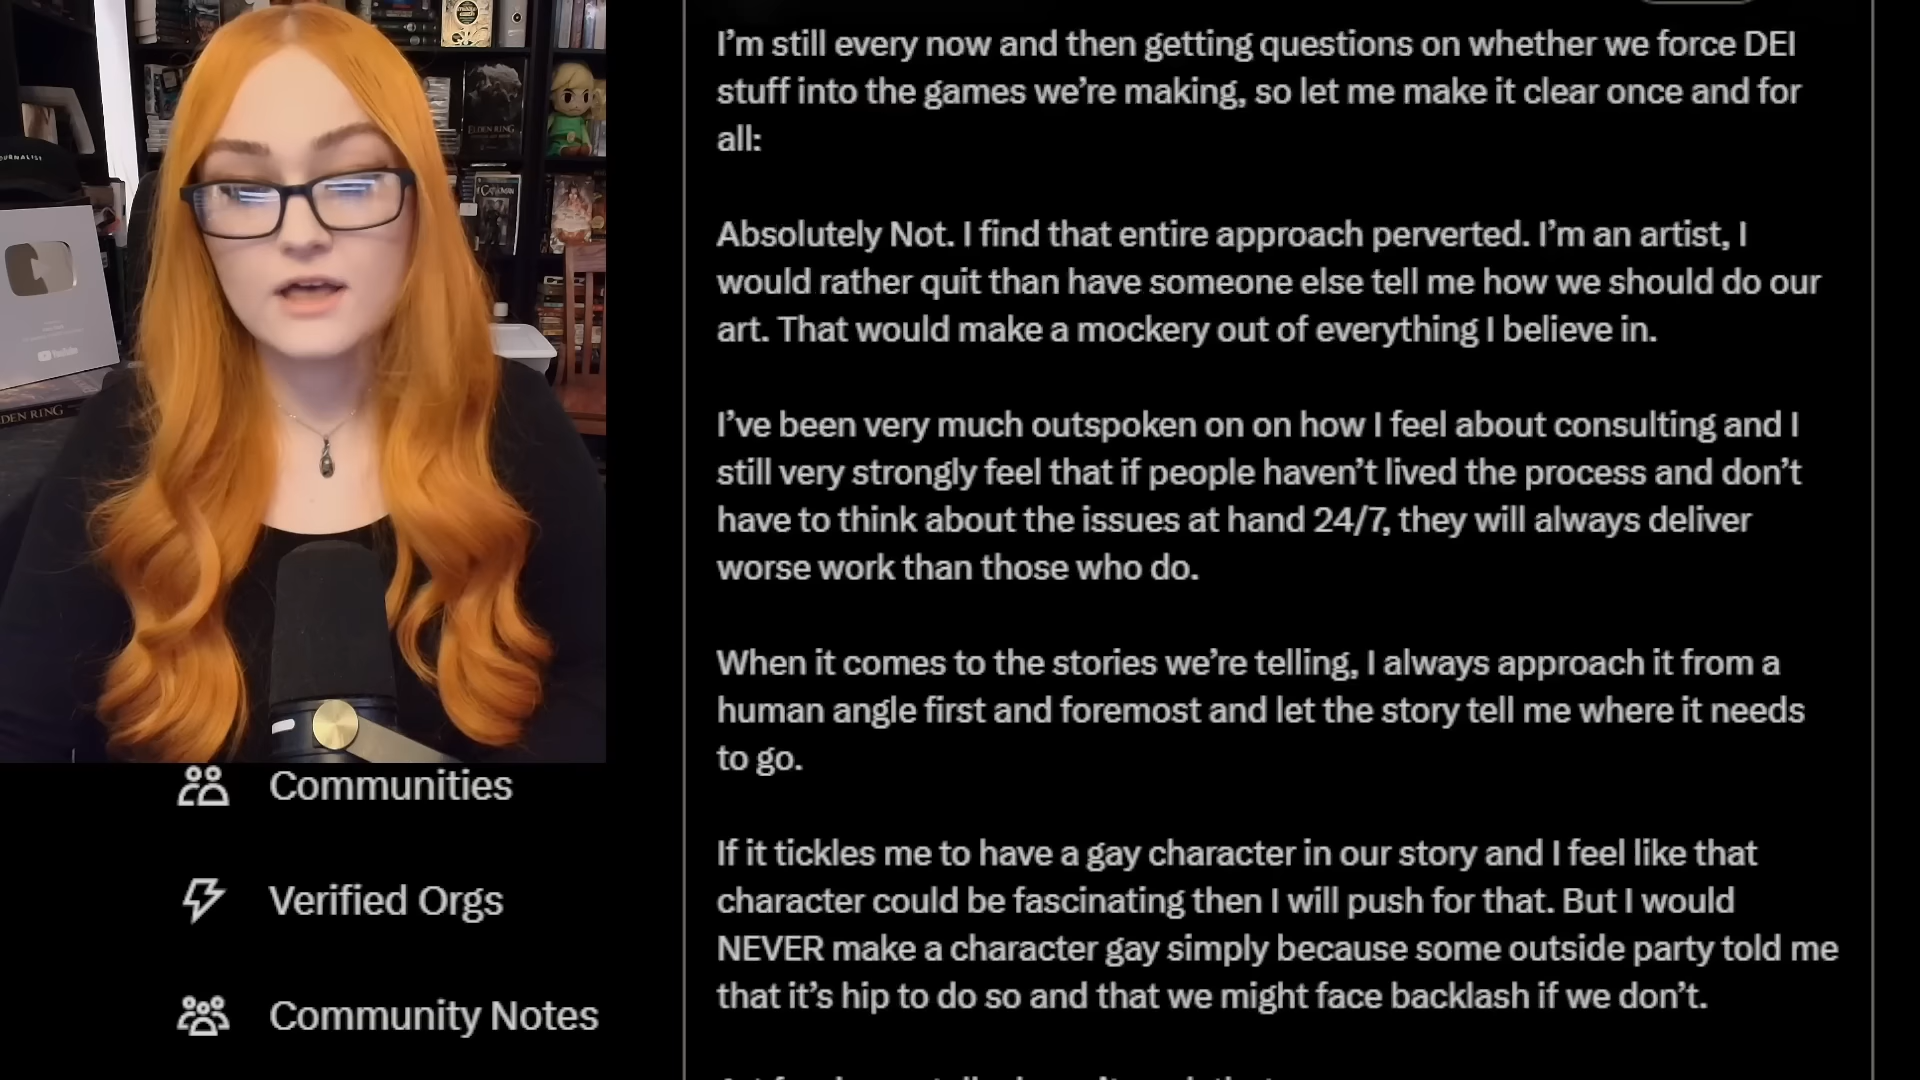 I'm still every now and then getting questions on whether we force DEI
stuff into the games we're making, so let me make it clear once and for
all:
Absolutely Not. I find that entire approach perverted. I'm an artist, I
would rather quit than have someone else tell me how we should do our
art. That would make a mockery out of everything I believe in.
I've been very much outspoken on on how I feel about consulting and I
still very strongly feel that if people haven't lived the process and don't
have to think about the issues at hand 24/7, they will always deliver
worse work than those who do.
When it comes to the stories we're telling, I always approach it from a
human angle first and foremost and let the story tell me where it needs
to go.
If it tickles me to have a gay character in our story and I feel like that
character could be fascinating then I will push for that. But I would
NEVER make a character gay simply because some outside party told me
that it's hip to do so and that we might face backlash if we don't.
Communities
Verified Orgs
Community Notes
ELDEN RING
CATWOMAN
YouTube